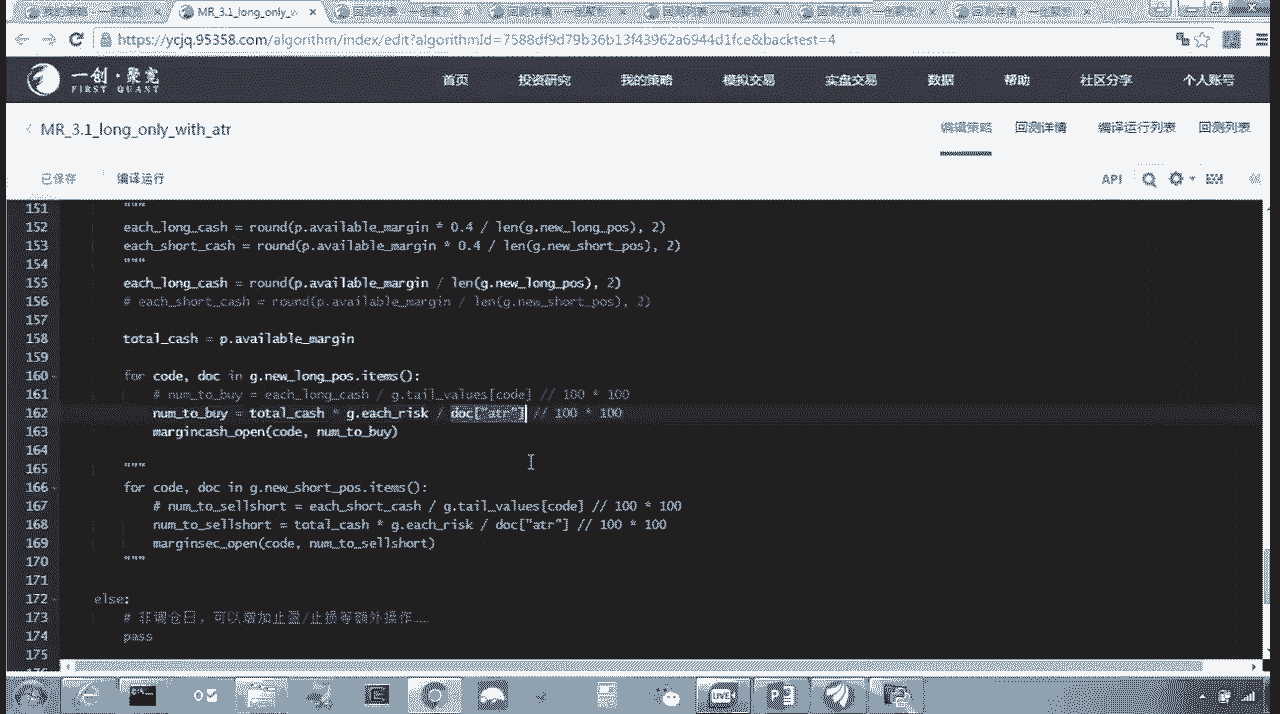 MR_3.1_long_only_w
https://ycjq.95358.com/algorithm/index/edit?algorithmId=7588df9d79b36b13f43962a6944d1fce&backtest=4
一创·聚宽
FIRST QUANT
首页 投资研究 我的策略 模拟交易 实盘交易 数据 帮助 社区分享 个人账号
MR_3.1_long_only_with_atr
编辑策略 回测详情 编译运行列表 回测列表
已保存 编译运行 API
151 """
152 each_long_cash = round(p.available_margin * 0.4 / len(g.new_long_pos), 2)
153 each_short_cash = round(p.available_margin * 0.4 / len(g.new_short_pos), 2)
154 """
155 each_long_cash = round(p.available_margin / len(g.new_long_pos), 2)
156 # each_short_cash = round(p.available_margin / len(g.new_short_pos), 2)
157
158 total_cash = p.available_margin
159
160 for code, doc in g.new_long_pos.items():
161 # num_to_buy = each_long_cash / g.tail_values[code] // 100 * 100
162 num_to_buy = total_cash * g.each_risk / doc["atr"] // 100 * 100
163 margincash_open(code, num_to_buy)
164
165 """
166 for code, doc in g.new_short_pos.items():
167 # num_to_sellshort = each_short_cash / g.tail_values[code] // 100 * 100
168 num_to_sellshort = total_cash * g.each_risk / doc["atr"] // 100 * 100
169 marginsec_open(code, num_to_sellshort)
170 """
171
172 else:
173 # 非调仓日，可以增加止盈/止损等额外操作……
174 pass
175
LIVE